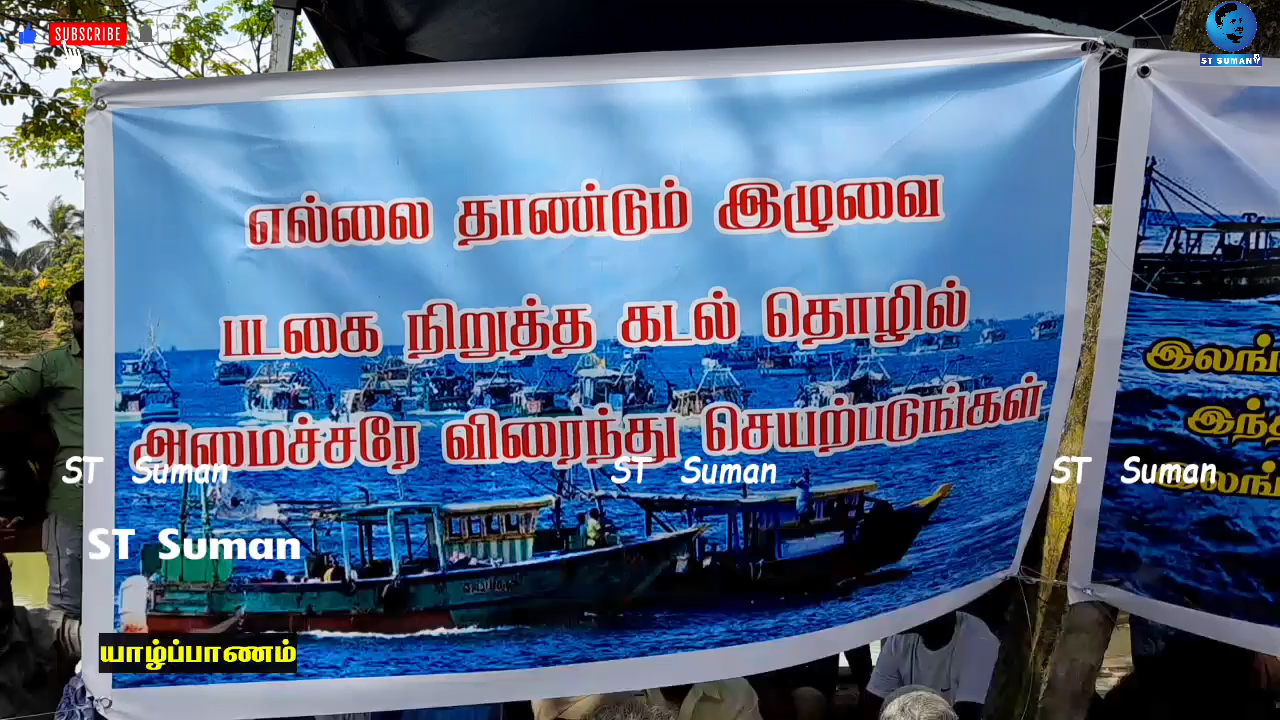 SUBSCRIBE
ST SUMAN
எல்லை தாண்டும் இழுவை
படகை நிறுத்த கடல் தொழில்
அமைச்சரே விரைந்து செயற்படுங்கள்
ST Suman
ST Suman
ST Suman
ST Suman
யாழ்ப்பாணம்